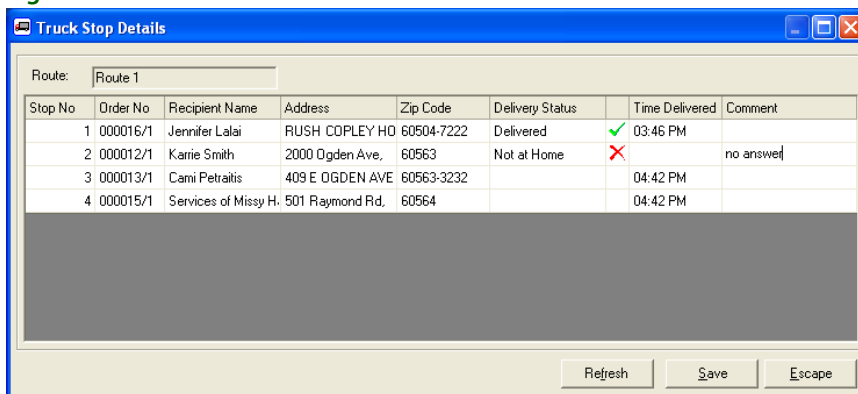 Truck Stop Details
Route: Route 1
Stop No Order No Recipient Name Address Zip Code Delivery Status Time Delivered Comment
1 000016/1 Jennifer Lalai RUSH COPLEY HO 60504-7222 Delivered 03:46 PM
2 000012/1 Karrie Smith 2000 Ogden Ave, 60563 Not at Home no answer
3 000013/1 Cami Petraitis 409 E OGDEN AVE 60563-3232 04:42 PM
4 000015/1 Services of Missy H 501 Raymond Rd, 60564 04:42 PM
Refresh Save Escape